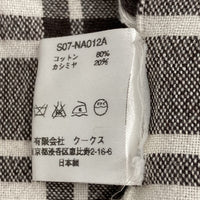 S07-NA012A
コットン 80%
カシミヤ 20%
有限会社 クークス
東京都渋谷区恵比寿2-16-6
日本製